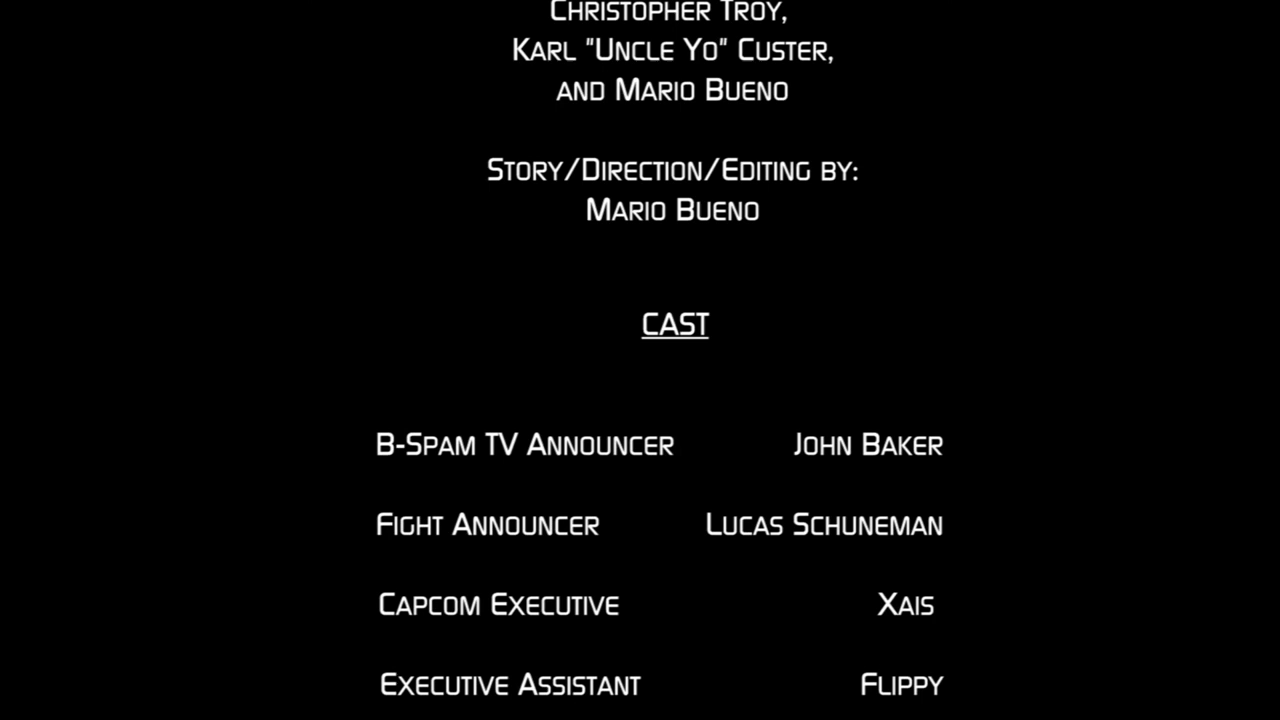 Christopher Troy,
Karl "Uncle Yo" Custer,
and Mario Bueno
Story/Direction/Editing by:
Mario Bueno
CAST
B-Spam TV Announcer John Baker
Fight Announcer Lucas Schuneman
Capcom Executive Xais
Executive Assistant Flippy